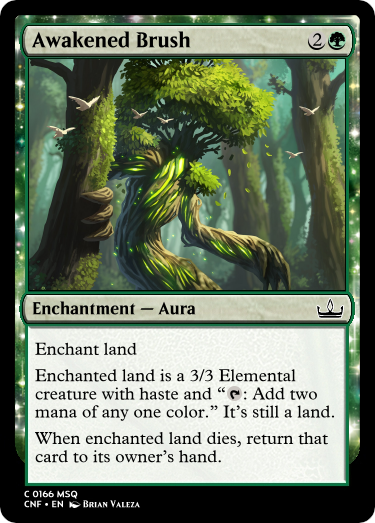 Awakened Brush 2
Enchantment — Aura
Enchant land
Enchanted land is a 3/3 Elemental
creature with haste and “: Add two
mana of any one color.” It’s still a land.
When enchanted land dies, return that
card to its owner’s hand.
C 0166 MSQ
CNF • EN Brian Valeza